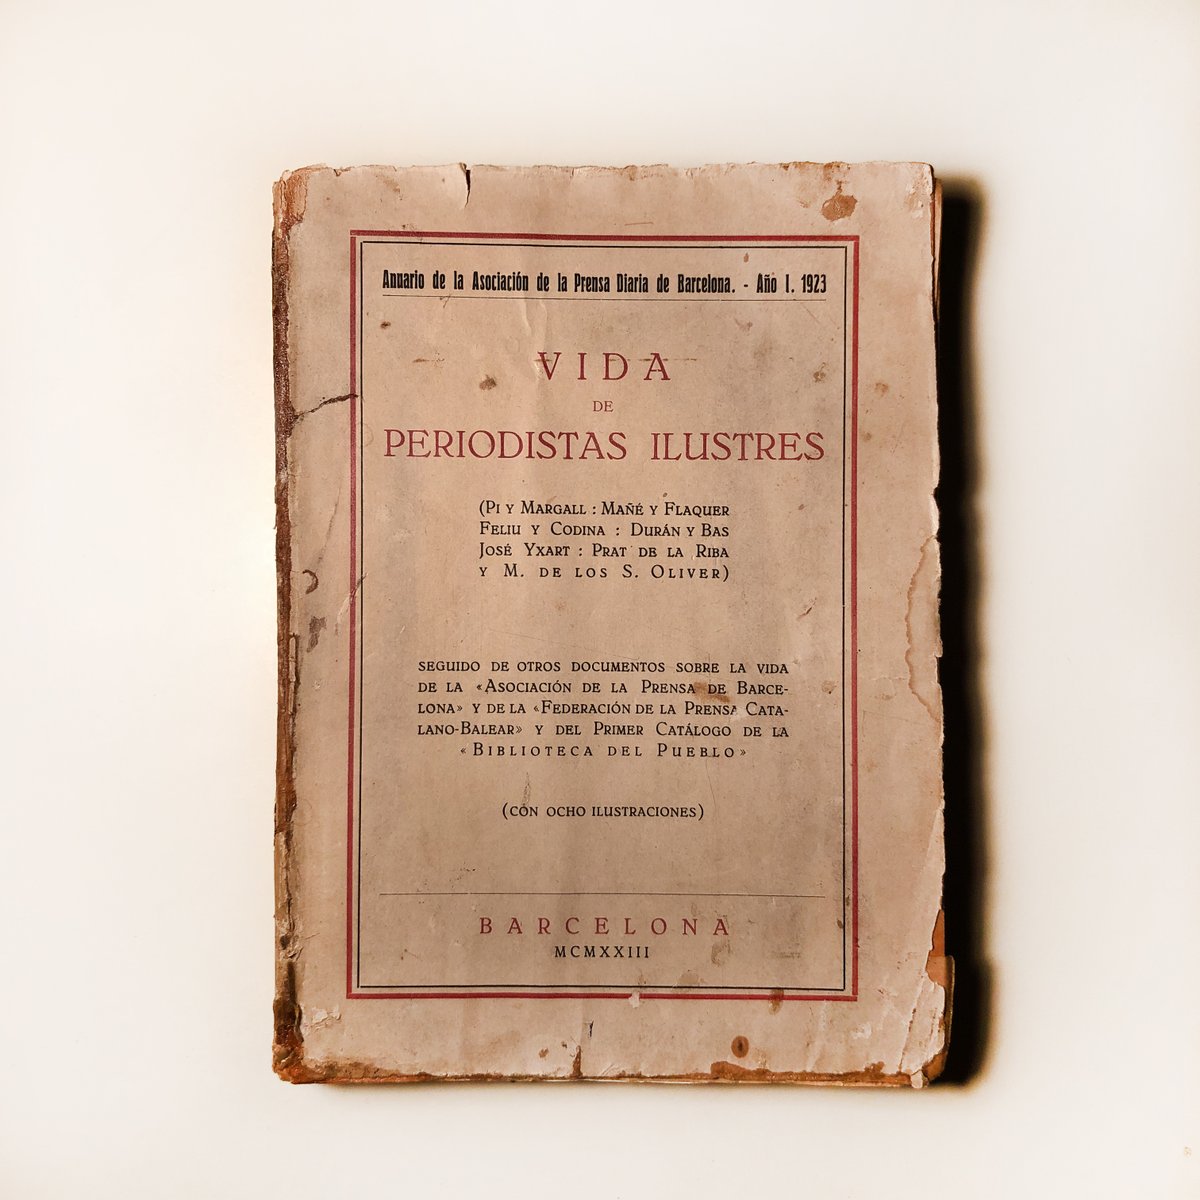 Anuario de la Asociación de la Prensa Diaria de Barcelona. - Año I. 1923
VIDA
DE
PERIODISTAS ILUSTRES
(PI Y MARGALL : MAÑÉ Y FLAQUER
FELIU Y CODINA : DURÁN Y BAS
JOSÉ YXART : PRAT DE LA RIBA
Y M. DE LOS S. OLIVER)
SEGUIDO DE OTROS DOCUMENTOS SOBRE LA VIDA
DE LA «ASOCIACIÓN DE LA PRENSA DE BARCE-
LONA» Y DE LA «FEDERACIÓN DE LA PRENSA CATA-
LANO-BALEAR» Y DEL PRIMER CATÁLOGO DE LA
«BIBLIOTECA DEL PUEBLO»
(CON OCHO ILUSTRACIONES)
BARCELONA
MCMXXIII